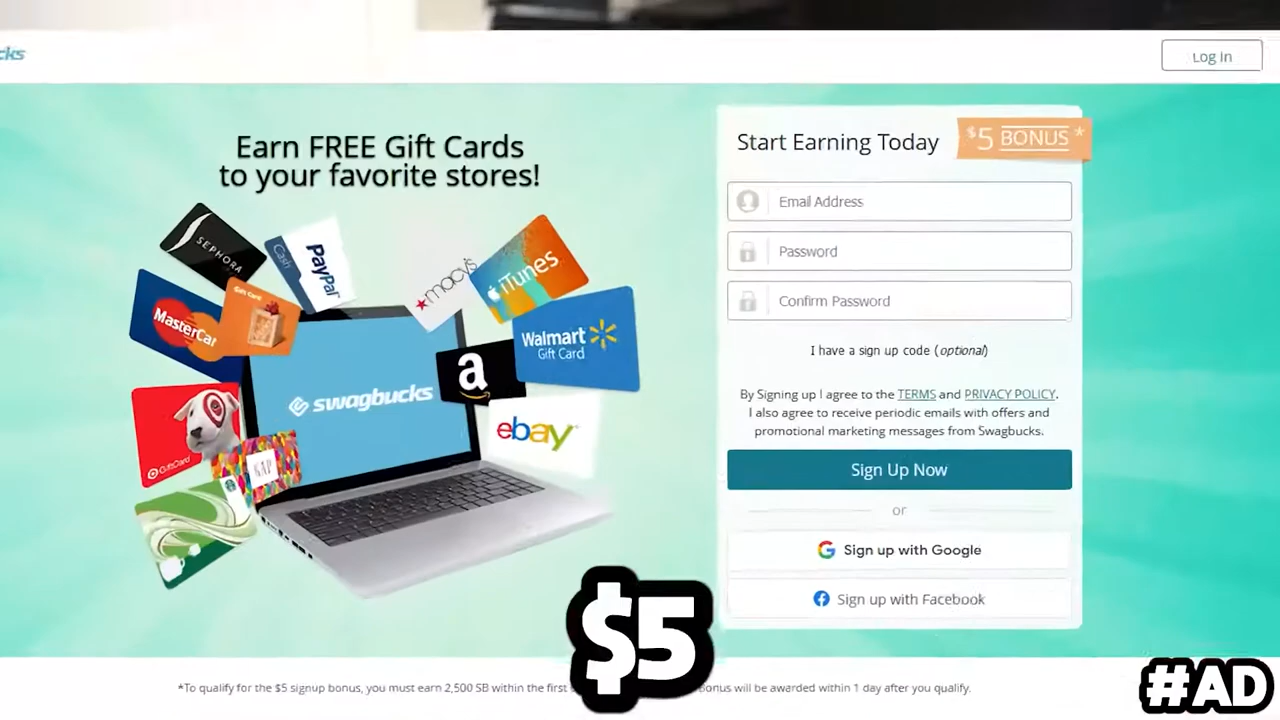 cks
Log in
Earn FREE Gift Cards
to your favorite stores!
Start Earning Today
$5 BONUS*
Email Address
Password
Confirm Password
I have a sign up code (optional)
By Signing up I agree to the TERMS and PRIVACY POLICY.
I also agree to receive periodic emails with offers and
promotional marketing messages from Swagbucks.
Sign Up Now
or
Sign up with Google
Sign up with Facebook
SEPHORA
Cash
PayPal
macy's
iTunes
MasterCar
Gift Card
Walmart
Gift Card
swagbucks
a
ebay
GiftCard
GAP
$5
*To qualify for the $5 signup bonus, you must earn 2,500 SB within the first
Bonus will be awarded within 1 day after you qualify.
#AD